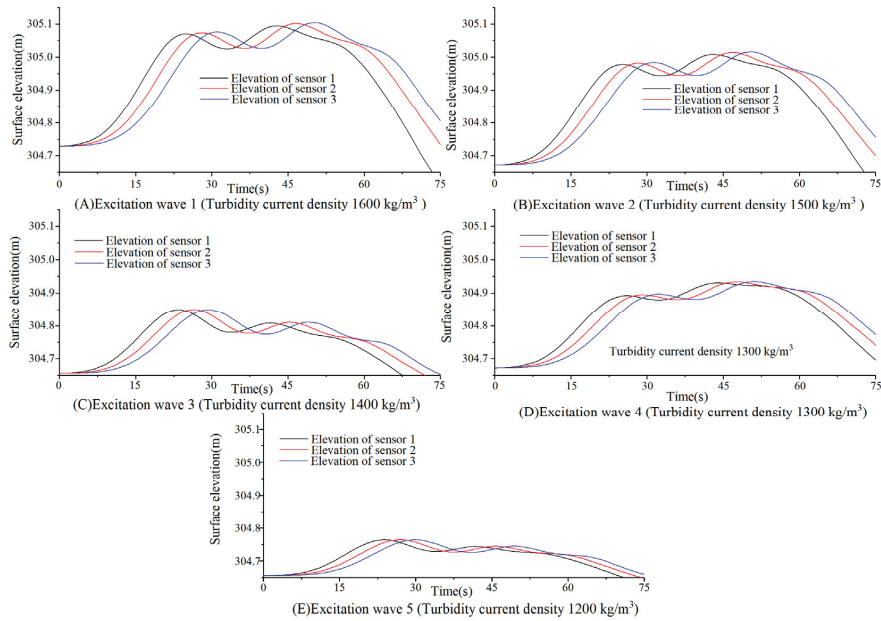 305.1
305.0
304.9
304.8
304.7
Surface elevation(m)
Elevation of sensor 1
Elevation of sensor 2
Elevation of sensor 3
0 15 30 45 60 75
Time(s)
(A)Excitation wave 1 (Turbidity current density 1600 kg/m³ )
305.1
305.0
304.9
304.8
304.7
Surface elevation(m)
Elevation of sensor 1
Elevation of sensor 2
Elevation of sensor 3
0 15 30 45 60 75
Time(s)
(B)Excitation wave 2 (Turbidity current density 1500 kg/m³ )
305.1
305.0
304.9
304.8
304.7
Surface elevation(m)
Elevation of sensor 1
Elevation of sensor 2
Elevation of sensor 3
0 15 30 45 60 75
Time(s)
(C)Excitation wave 3 (Turbidity current density 1400 kg/m³)
305.1
305.0
304.9
304.8
304.7
Surface elevation(m)
Elevation of sensor 1
Elevation of sensor 2
Elevation of sensor 3
Turbidity current density 1300 kg/m³
0 15 30 45 60 75
Time(s)
(D)Excitation wave 4 (Turbidity current density 1300 kg/m³)
305.1
305.0
304.9
304.8
304.7
Surface elevation(m)
Elevation of sensor 1
Elevation of sensor 2
Elevation of sensor 3
0 15 30 45 60 75
Time(s)
(E)Excitation wave 5 (Turbidity current density 1200 kg/m³)